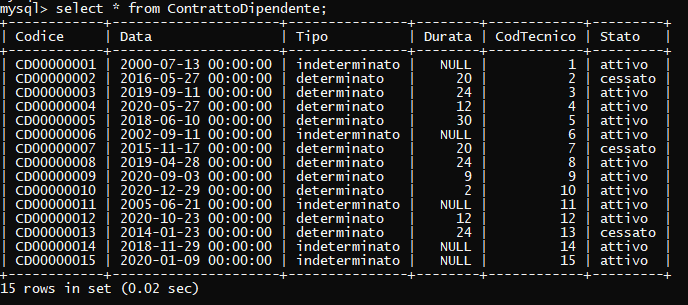 mysql> select * from ContrattoDipendente;
+------------+---------------------+---------------+--------+------------+---------+
| Codice     | Data                | Tipo          | Durata | CodTecnico | Stato   |
+------------+---------------------+---------------+--------+------------+---------+
| CD00000001 | 2000-07-13 00:00:00 | indeterminato |   NULL |          1 | attivo  |
| CD00000002 | 2016-05-27 00:00:00 | determinato   |     20 |          2 | cessato |
| CD00000003 | 2019-09-11 00:00:00 | determinato   |     24 |          3 | attivo  |
| CD00000004 | 2020-05-27 00:00:00 | determinato   |     12 |          4 | attivo  |
| CD00000005 | 2018-06-10 00:00:00 | determinato   |     30 |          5 | attivo  |
| CD00000006 | 2002-09-11 00:00:00 | indeterminato |   NULL |          6 | attivo  |
| CD00000007 | 2015-11-17 00:00:00 | determinato   |     20 |          7 | cessato |
| CD00000008 | 2019-04-28 00:00:00 | determinato   |     24 |          8 | attivo  |
| CD00000009 | 2020-09-03 00:00:00 | determinato   |      9 |          9 | attivo  |
| CD00000010 | 2020-12-29 00:00:00 | determinato   |      2 |         10 | attivo  |
| CD00000011 | 2005-06-21 00:00:00 | indeterminato |   NULL |         11 | attivo  |
| CD00000012 | 2020-10-23 00:00:00 | determinato   |     12 |         12 | attivo  |
| CD00000013 | 2014-01-23 00:00:00 | determinato   |     24 |         13 | cessato |
| CD00000014 | 2018-11-29 00:00:00 | indeterminato |   NULL |         14 | attivo  |
| CD00000015 | 2020-01-09 00:00:00 | indeterminato |   NULL |         15 | attivo  |
+------------+---------------------+---------------+--------+------------+---------+
15 rows in set (0.02 sec)